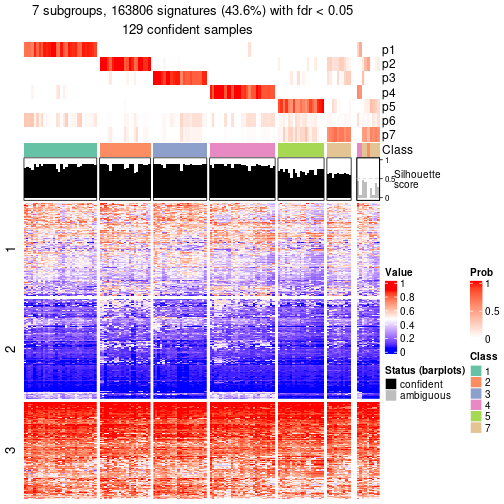 7 subgroups, 163806 signatures (43.6%) with fdr < 0.05
129 confident samples
p1
p2
p3
p4
p5
p6
p7
Class
1
0.5
0
Silhouette
score
1
2
3
Value
1
0.8
0.6
0.4
0.2
0
Status (barplots)
confident
ambiguous
Prob
1
0.5
0
Class
1
2
3
4
5
6
7